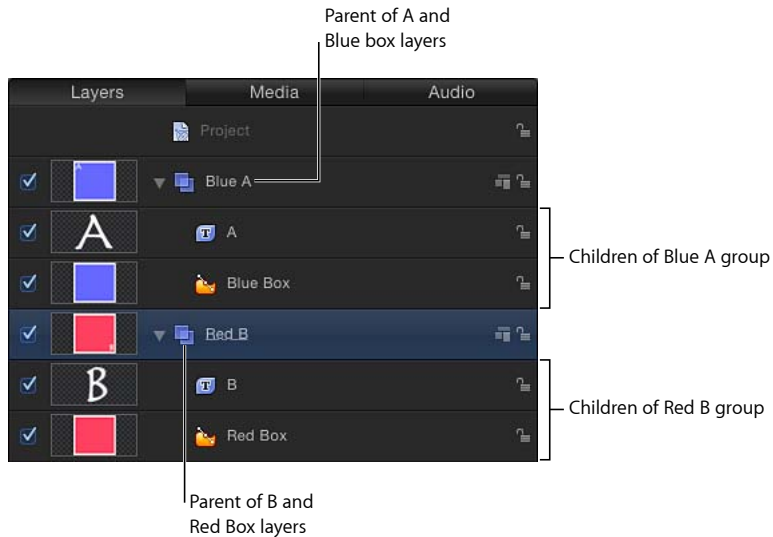 Parent of A and
Blue box layers
Layers Media Audio
Project
Blue A
A
A
A
Children of Blue A group
Blue Box
B
Red B
B
B
Children of Red B group
Red Box
Parent of B and
Red Box layers